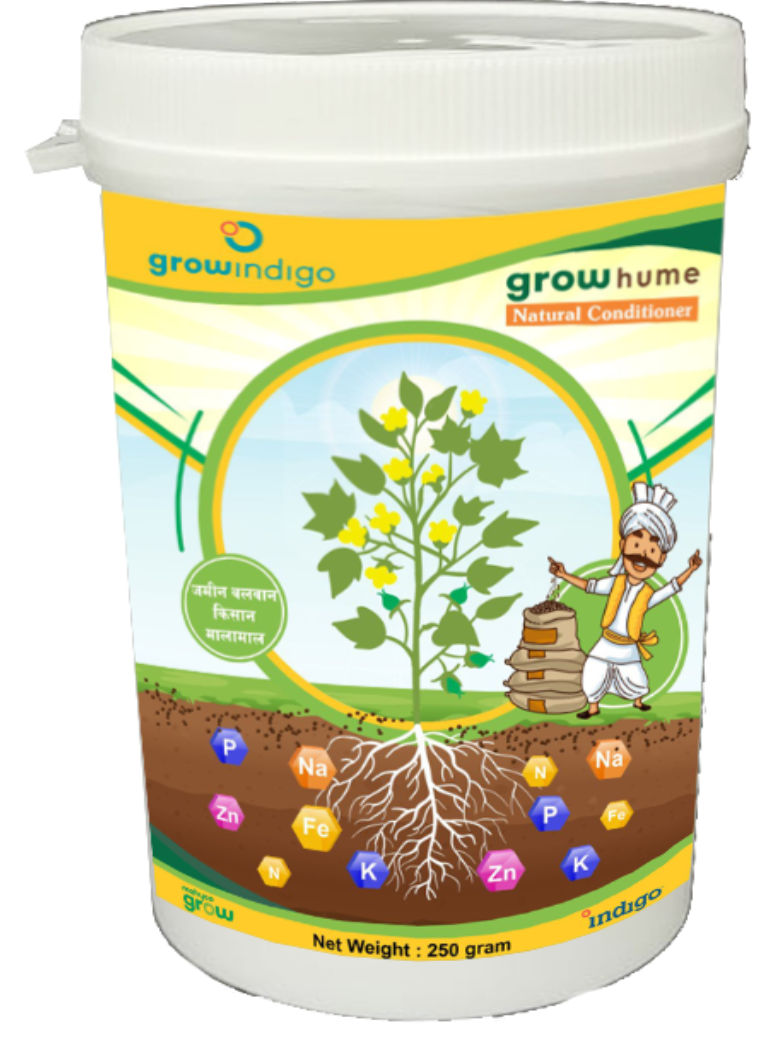 growindigo
grow hume
Natural Conditioner
जमीन बलवान
किसान
मालामाल
P
Na
N
Na
Zn
Fe
P
Fe
N
K
Zn
K
mahyco
grow
indigo
Net Weight : 250 gram